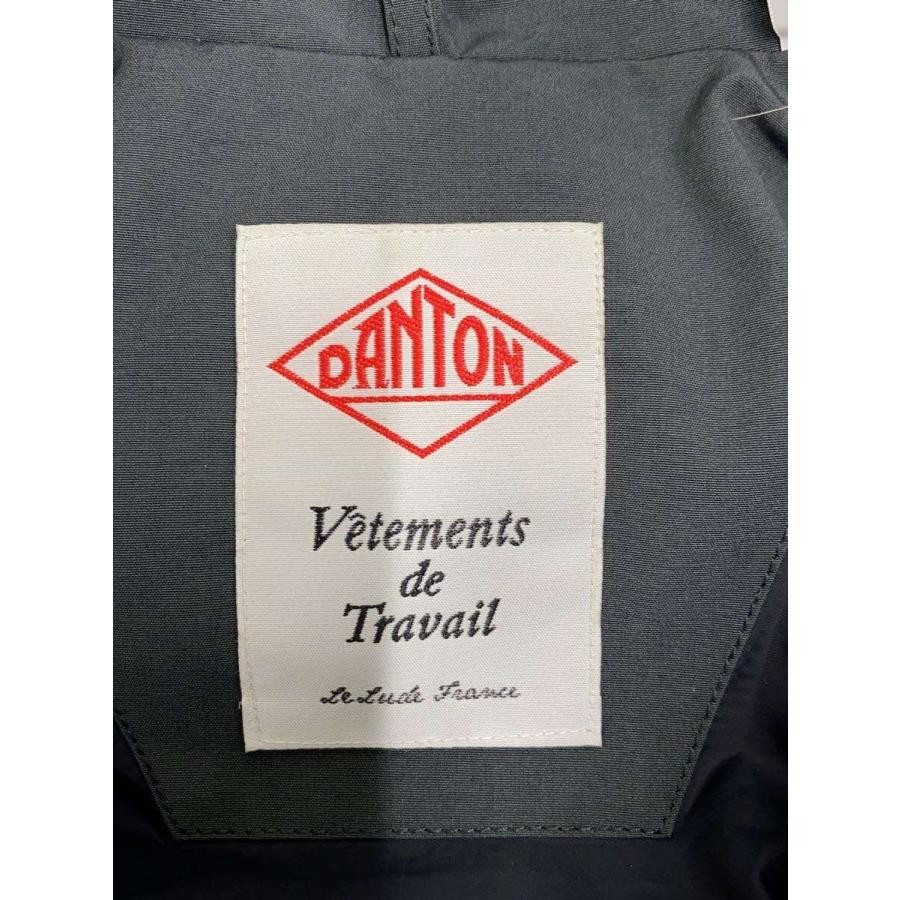 DANTON
Vêtements
de
Travail
Le Lude France